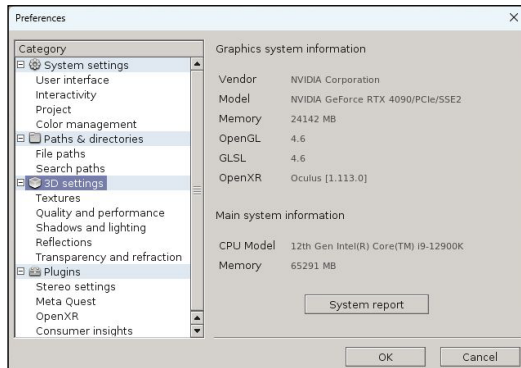 Preferences
Category
System settings
User interface
Interactivity
Project
Color management
Paths & directories
File paths
Search paths
3D settings
Textures
Quality and performance
Shadows and lighting
Reflections
Transparency and refraction
Plugins
Stereo settings
Meta Quest
OpenXR
Consumer insights
Graphics system information
Vendor NVIDIA Corporation
Model NVIDIA GeForce RTX 4090/PCIe/SSE2
Memory 24142 MB
OpenGL 4.6
GLSL 4.6
OpenXR Oculus [1.113.0]
Main system information
CPU Model 12th Gen Intel(R) Core(TM) i9-12900K
Memory 65291 MB
System report
OK Cancel